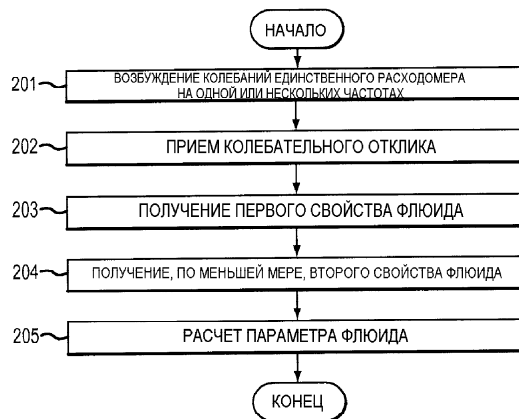 НАЧАЛО
201
ВОЗБУЖДЕНИЕ КОЛЕБАНИЙ ЕДИНСТВЕННОГО РАСХОДОМЕРА
НА ОДНОЙ ИЛИ НЕСКОЛЬКИХ ЧАСТОТАХ
202
ПРИЕМ КОЛЕБАТЕЛЬНОГО ОТКЛИКА
203
ПОЛУЧЕНИЕ ПЕРВОГО СВОЙСТВА ФЛЮИДА
204
ПОЛУЧЕНИЕ, ПО МЕНЬШЕЙ МЕРЕ, ВТОРОГО СВОЙСТВА ФЛЮИДА
205
РАСЧЕТ ПАРАМЕТРА ФЛЮИДА
КОНЕЦ